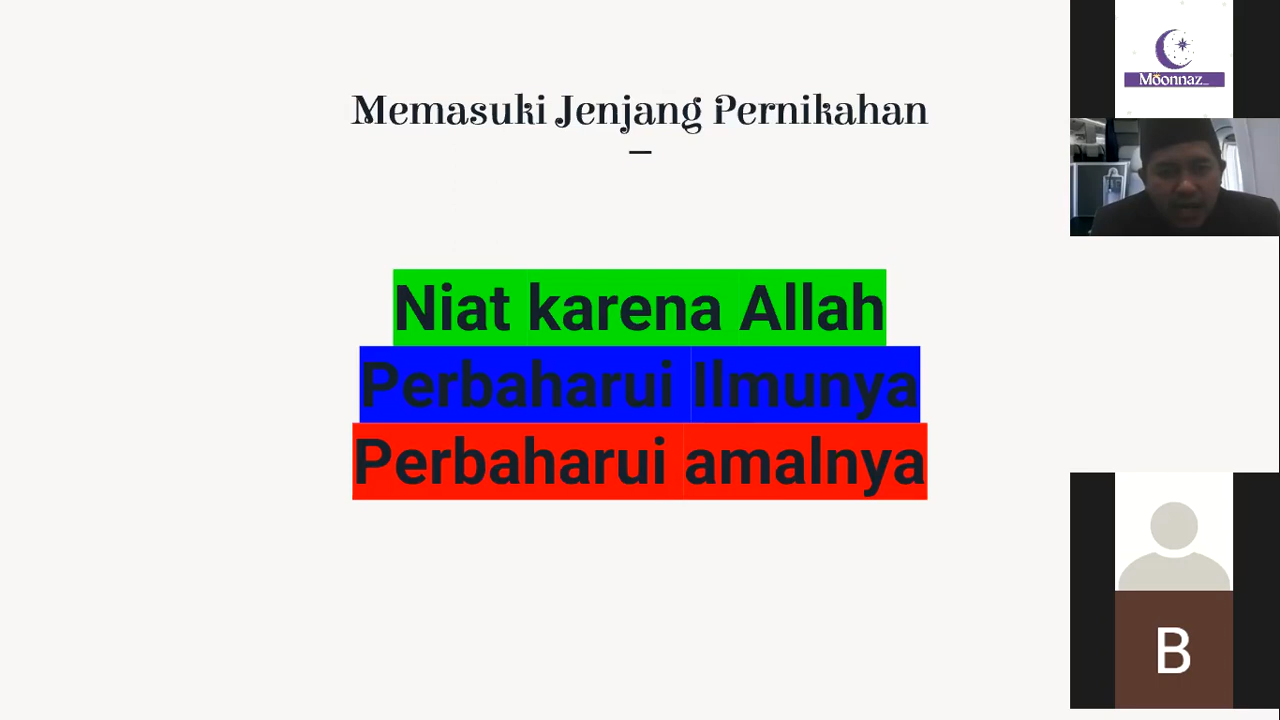 Memasuki Jenjang Pernikahan
Niat karena Allah
Perbaharui Ilmunya
Perbaharui amalnya
Moonnaz
B